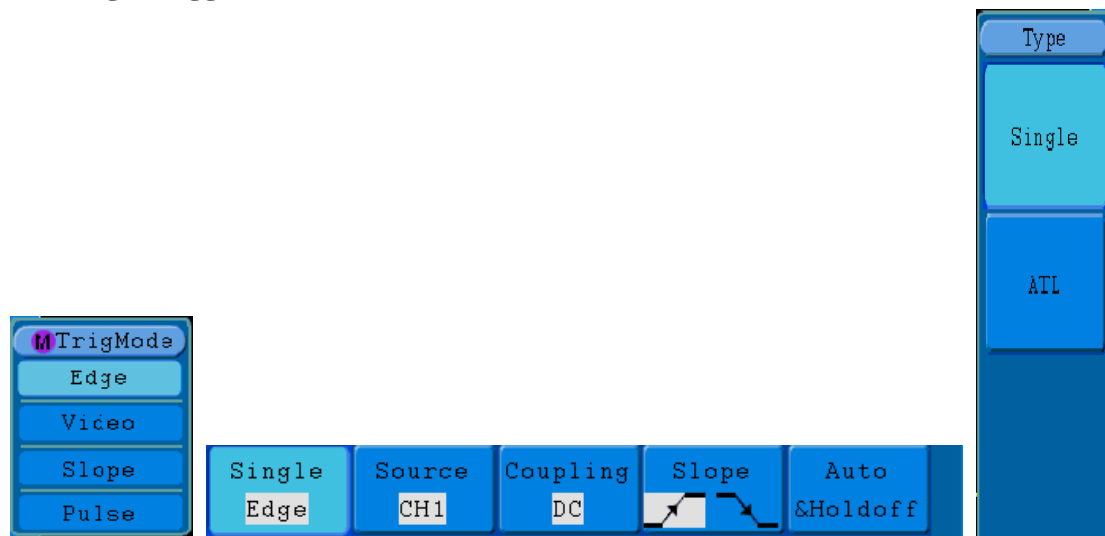 Type
Single
ATL
M TrigMode
Edge
Video
Slope
Pulse
Single
Edge
Source
CH1
Coupling
DC
Slope
Auto
&Holdoff